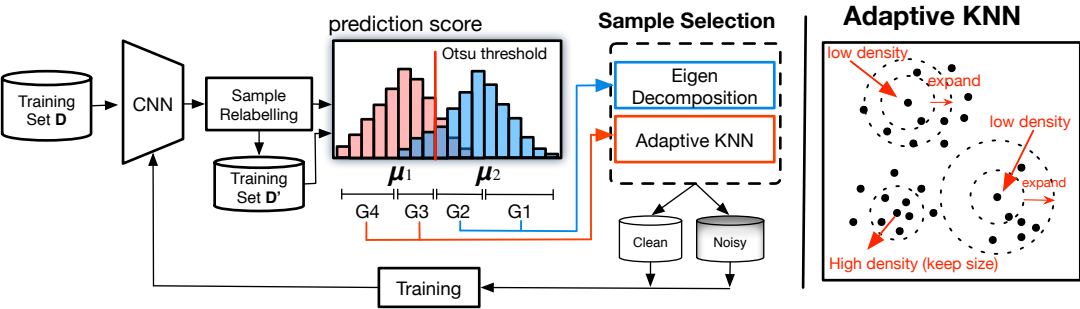 Training
Set D
CNN
Sample
Relabelling
Training
Set D'
prediction score
Otsu threshold
μ1
μ2
G4
G3
G2
G1
Sample Selection
Eigen
Decomposition
Adaptive KNN
Clean
Noisy
Training
Adaptive KNN
low density
expand
low density
expand
High density (keep size)